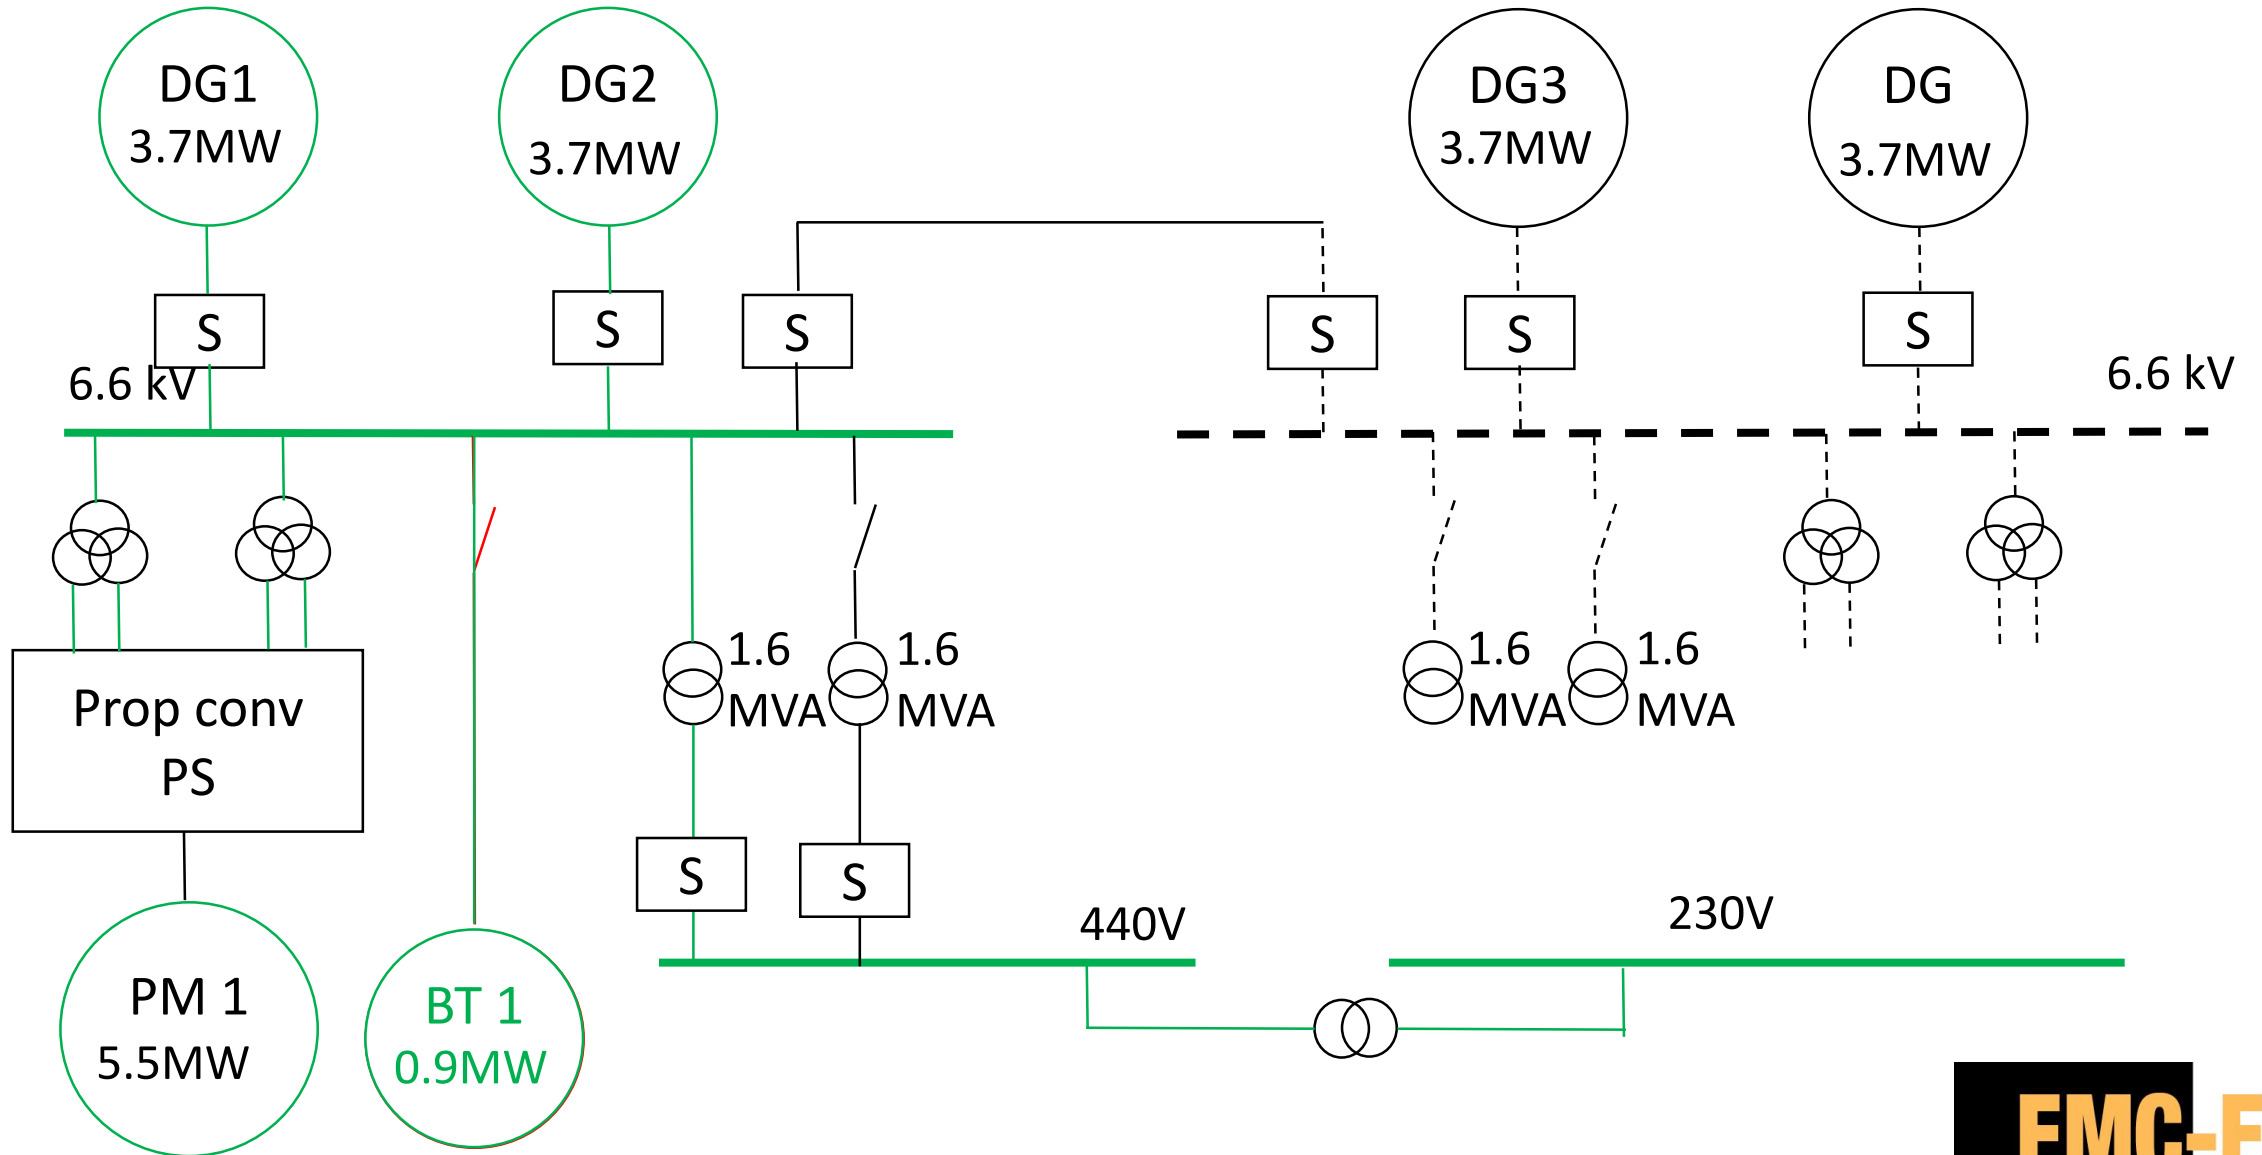 DG1
3.7MW
DG2
3.7MW
DG3
3.7MW
DG
3.7MW
S
S
S
S
S
S
6.6 kV
6.6 kV
1.6
MVA
1.6
MVA
1.6
MVA
1.6
MVA
Prop conv
PS
S
S
440V
230V
PM 1
5.5MW
BT 1
0.9MW